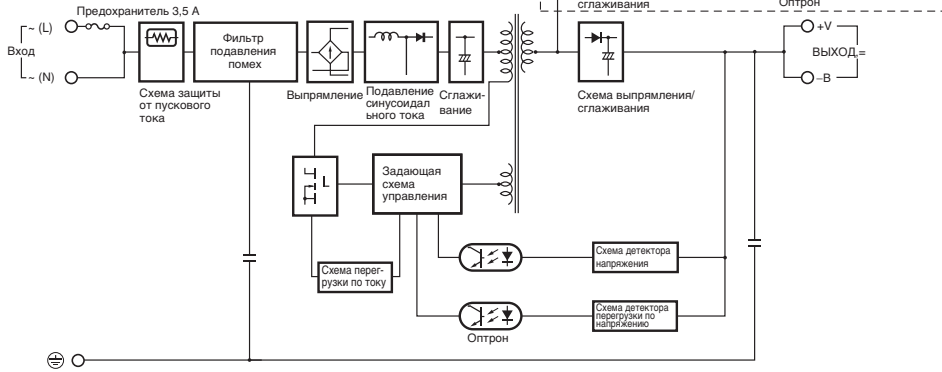 сглаживания
Оптрон
Предохранитель 3,5 А
~ (L)
Вход
~ (N)
Фильтр
подавления
помех
+V
ВЫХОД,=
–В
Схема защиты
от пускового
тока
Выпрямление
Подавление
синусоидал
ьного тока
Сглажи-
вание
Схема выпрямления/
сглаживания
Задающая
схема
управления
Схема перег-
рузки по току
Схема детектора
напряжения
Схема детектора
перегрузки по
напряжению
Оптрон